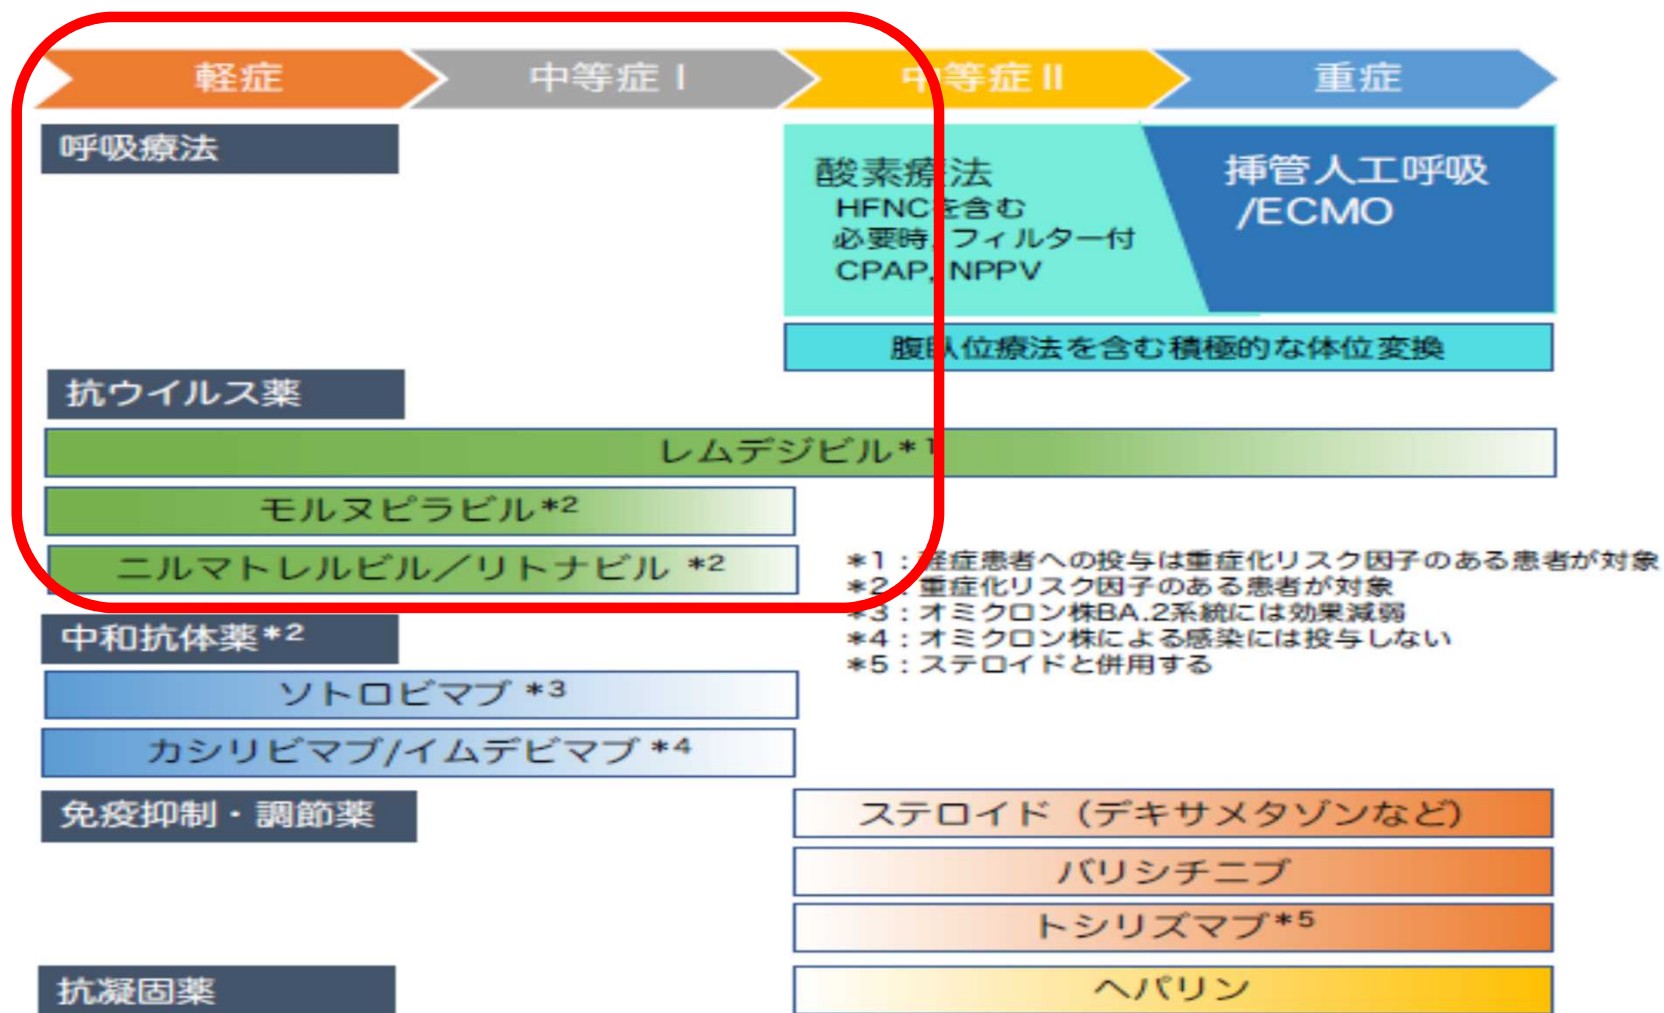 軽症
中等症Ⅰ
中等症Ⅱ
重症
呼吸療法
酸素療法
HFNCを含む
必要時, フィルター付
CPAP, NPPV
挿管人工呼吸
/ECMO
腹臥位療法を含む積極的な体位変換
抗ウイルス薬
レムデジビル*1
モルヌピラビル*2
ニルマトレルビル／リトナビル *2
*1：軽症患者への投与は重症化リスク因子のある患者が対象
*2：重症化リスク因子のある患者が対象
*3：オミクロン株BA.2系統には効果減弱
*4：オミクロン株による感染には投与しない
*5：ステロイドと併用する
中和抗体薬*2
ソトロビマブ *3
カシリビマブ/イムデビマブ *4
免疫抑制・調節薬
ステロイド（デキサメタゾンなど）
バリシチニブ
トシリズマブ*5
抗凝固薬
ヘパリン